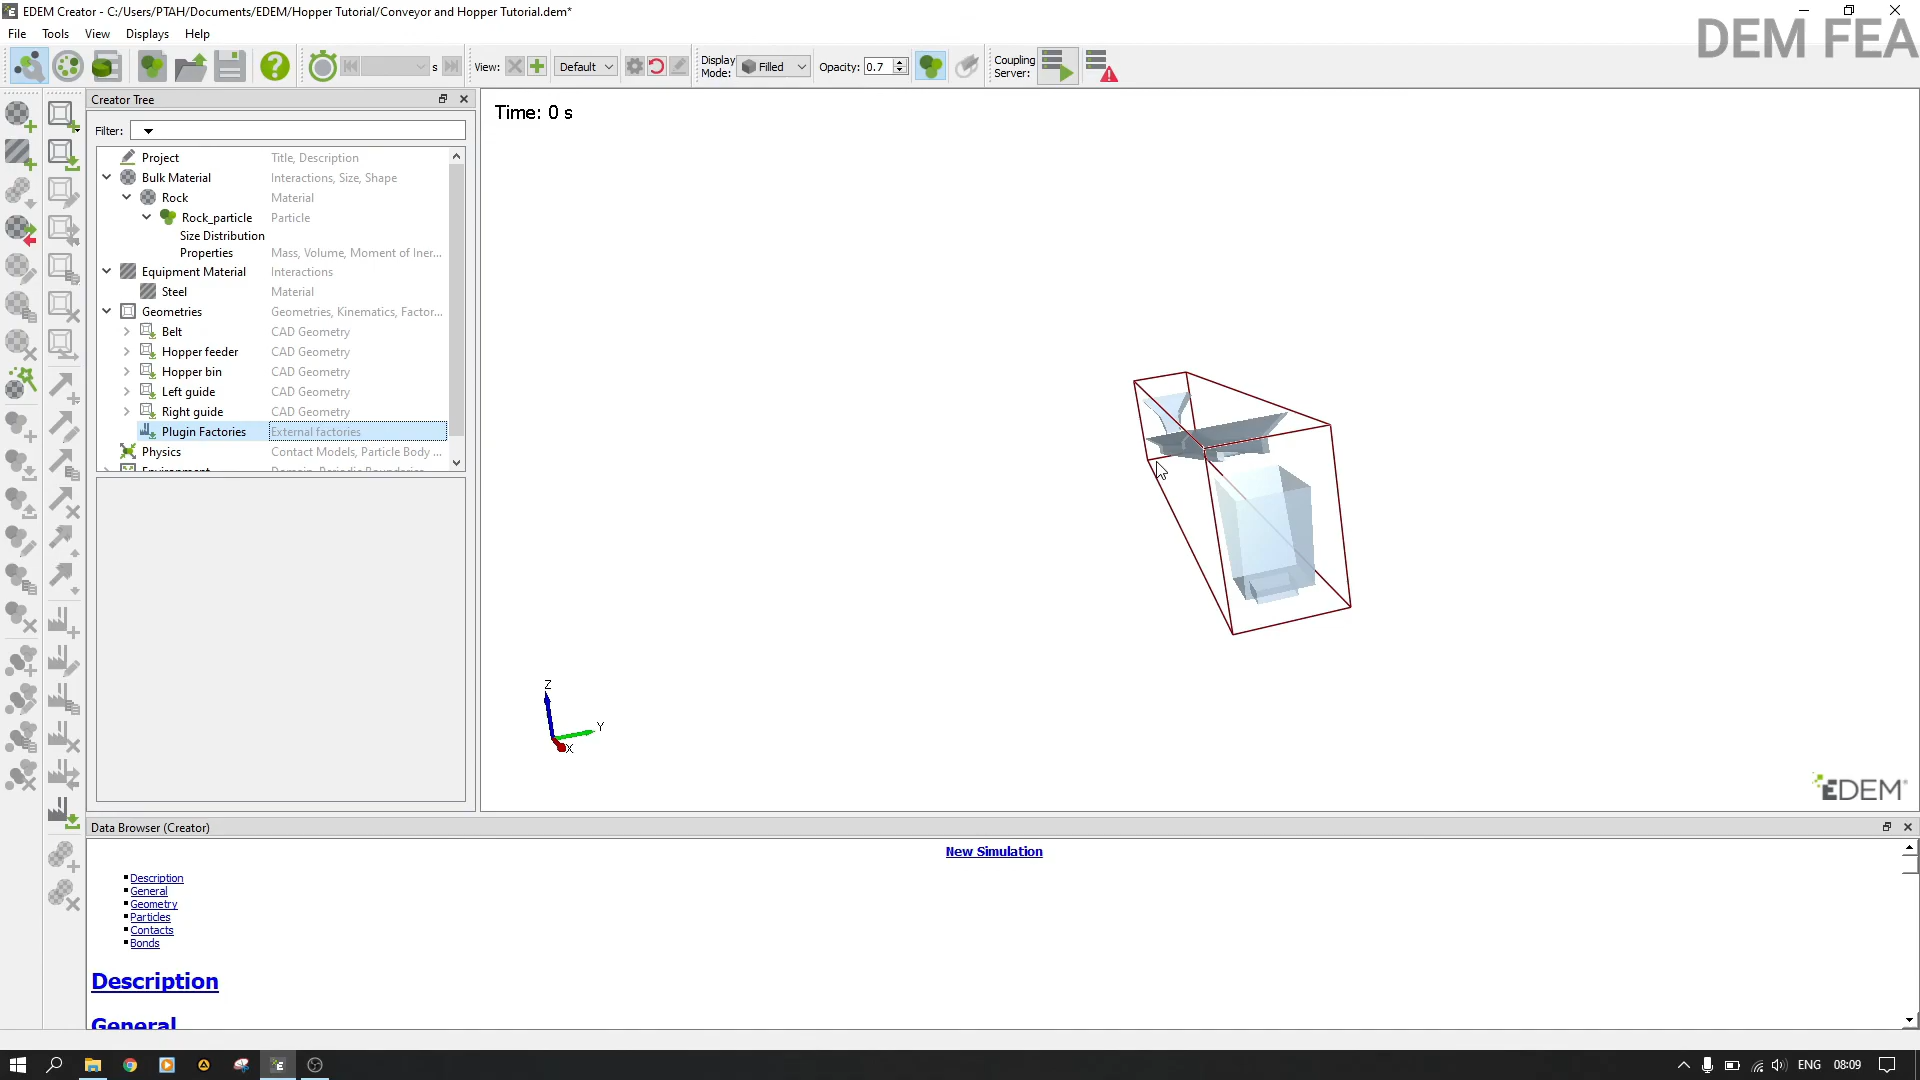 EDEM Creator - C:/Users/PTAH/Documents/EDEM/Hopper Tutorial/Conveyor and Hopper Tutorial.dem*
DEM FEA
File Tools View Displays Help
s View: Default Display Mode: Filled Opacity: 0.7 Coupling Server:
Creator Tree
Filter:
Project Title, Description
Bulk Material Interactions, Size, Shape
Rock Material
Rock_particle Particle
Size Distribution
Properties Mass, Volume, Moment of Iner...
Equipment Material Interactions
Steel Material
Geometries Geometries, Kinematics, Factor...
Belt CAD Geometry
Hopper feeder CAD Geometry
Hopper bin CAD Geometry
Left guide CAD Geometry
Right guide CAD Geometry
Plugin Factories External factories
Physics Contact Models, Particle Body ...
Environment Domain, Periodic Boundaries
Time: 0 s
Z
Y
X
EDEM
Data Browser (Creator)
New Simulation
Description
General
Geometry
Particles
Contacts
Bonds
Description
General
ENG 08:09